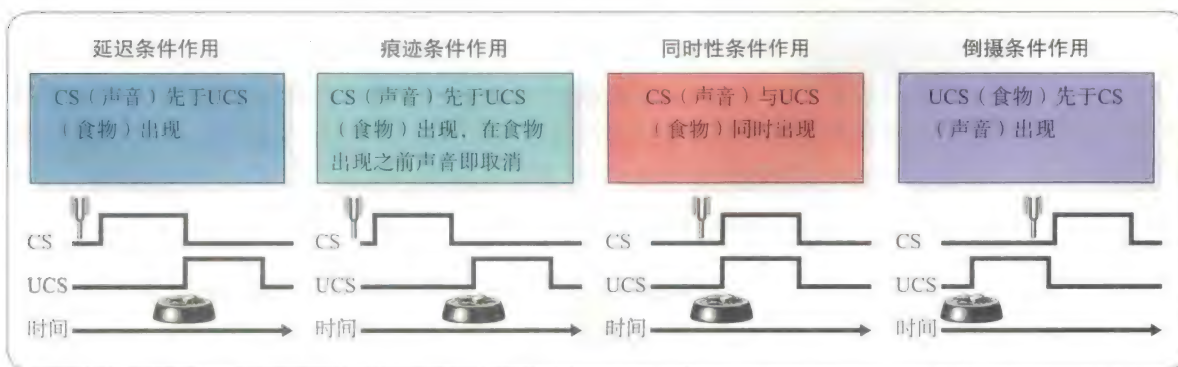 延迟条件作用
CS（声音）先于UCS
（食物）出现
CS
UCS
时间
痕迹条件作用
CS（声音）先于UCS
（食物）出现，在食物
出现之前声音即取消
CS
UCS
时间
同时性条件作用
CS（声音）与UCS
（食物）同时出现
CS
UCS
时间
倒摄条件作用
UCS（食物）先于CS
（声音）出现
CS
UCS
时间